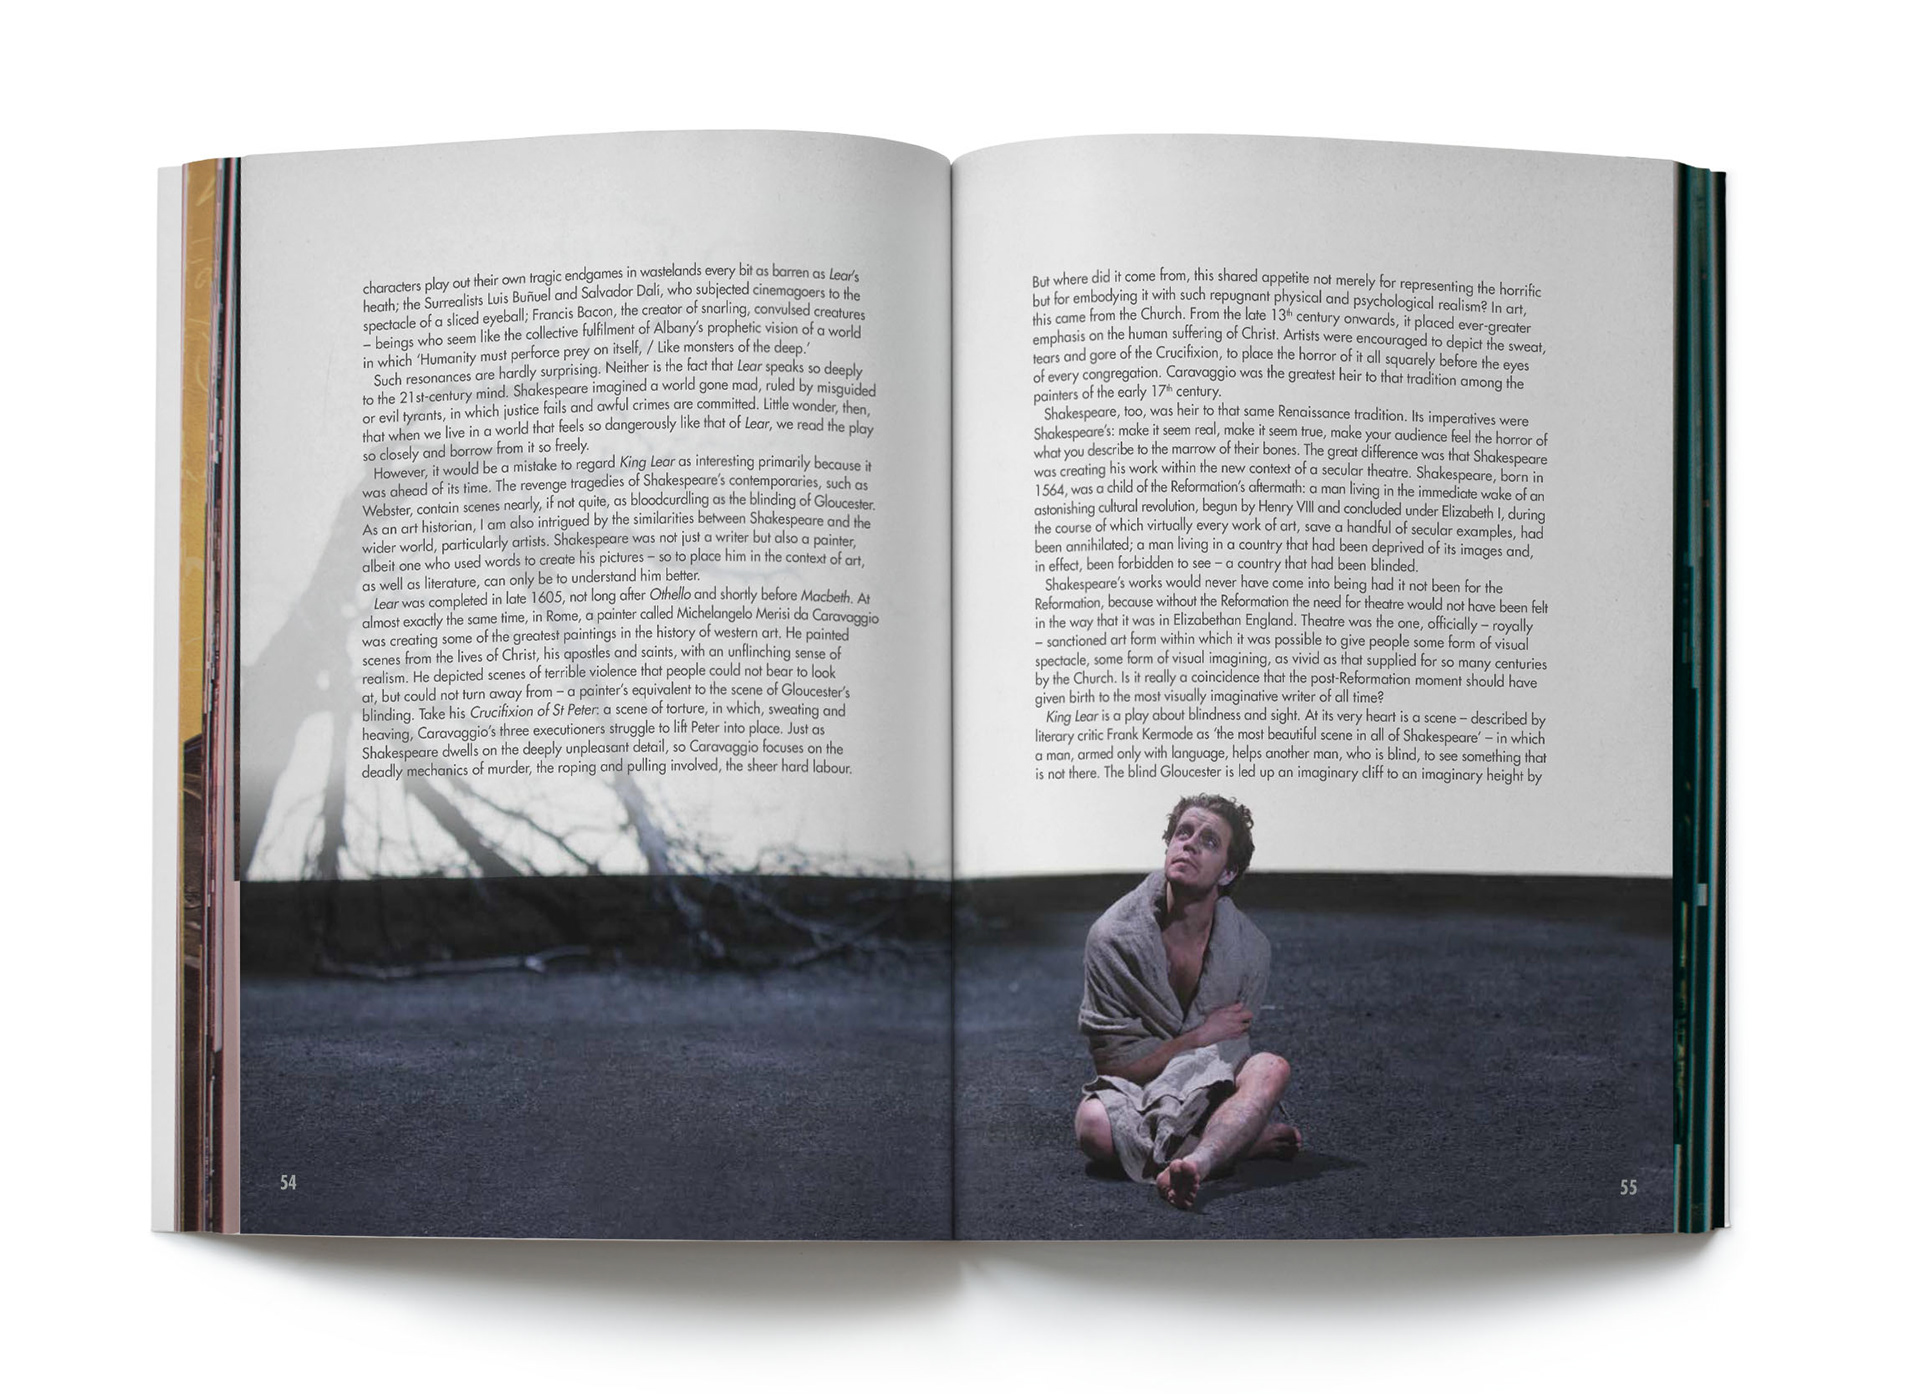 characters play out their own tragic endgames in wastelands every bit as barren as Lear's
heath; the Surrealists Luis Buñuel and Salvador Dali, who subjected cinemagoers to the
spectacle of a sliced eyeball; Francis Bacon, the creator of snarling, convulsed creatures
– beings who seem like the collective fulfilment of Albany's prophetic vision of a world
in which 'Humanity must perforce prey on itself, / Like monsters of the deep.'
Such resonances are hardly surprising. Neither is the fact that Lear speaks so deeply
to the 21st-century mind. Shakespeare imagined a world gone mad, ruled by misguided
or evil tyrants, in which justice fails and awful crimes are committed. Little wonder, then,
that when we live in a world that feels so dangerously like that of Lear, we read the play
so closely and borrow from it so freely.
However, it would be a mistake to regard King Lear as interesting primarily because it
was ahead of its time. The revenge tragedies of Shakespeare's contemporaries, such as
Webster, contain scenes nearly, if not quite, as bloodcurdling as the blinding of Gloucester.
As an art historian, I am also intrigued by the similarities between Shakespeare and the
wider world, particularly artists. Shakespeare was not just a writer but also a painter,
albeit one who used words to create his pictures – so to place him in the context of art,
as well as literature, can only be to understand him better.
Lear was completed in late 1605, not long after Othello and shortly before Macbeth. At
almost exactly the same time, in Rome, a painter called Michelangelo Merisi da Caravaggio
was creating some of the greatest paintings in the history of western art. He painted
scenes from the lives of Christ, his apostles and saints, with an unflinching sense of
realism. He depicted scenes of terrible violence that people could not bear to look
at, but could not turn away from – a painter's equivalent to the scene of Gloucester's
blinding. Take his Crucifixion of St Peter: a scene of torture, in which, sweating and
heaving, Caravaggio's three executioners struggle to lift Peter into place. Just as
Shakespeare dwells on the deeply unpleasant detail, so Caravaggio focuses on the
deadly mechanics of murder, the roping and pulling involved, the sheer hard labour.
54
But where did it come from, this shared appetite not merely for representing the horrific
but for embodying it with such repugnant physical and psychological realism? In art,
this came from the Church. From the late 13th century onwards, it placed ever-greater
emphasis on the human suffering of Christ. Artists were encouraged to depict the sweat,
tears and gore of the Crucifixion, to place the horror of it all squarely before the eyes
of every congregation. Caravaggio was the greatest heir to that tradition among the
painters of the early 17th century.
Shakespeare, too, was heir to that same Renaissance tradition. Its imperatives were
Shakespeare's: make it seem real, make it seem true, make your audience feel the horror of
what you describe to the marrow of their bones. The great difference was that Shakespeare
was creating his work within the new context of a secular theatre. Shakespeare, born in
1564, was a child of the Reformation's aftermath: a man living in the immediate wake of an
astonishing cultural revolution, begun by Henry VIII and concluded under Elizabeth I, during
the course of which virtually every work of art, save a handful of secular examples, had
been annihilated; a man living in a country that had been deprived of its images and,
in effect, been forbidden to see – a country that had been blinded.
Shakespeare's works would never have come into being had it not been for the
Reformation, because without the Reformation the need for theatre would not have been felt
in the way that it was in Elizabethan England. Theatre was the one, officially – royally
– sanctioned art form within which it was possible to give people some form of visual
spectacle, some form of visual imagining, as vivid as that supplied for so many centuries
by the Church. Is it really a coincidence that the post-Reformation moment should have
given birth to the most visually imaginative writer of all time?
King Lear is a play about blindness and sight. At its very heart is a scene – described by
literary critic Frank Kermode as 'the most beautiful scene in all of Shakespeare' – in which
a man, armed only with language, helps another man, who is blind, to see something that
is not there. The blind Gloucester is led up an imaginary cliff to an imaginary height by
55